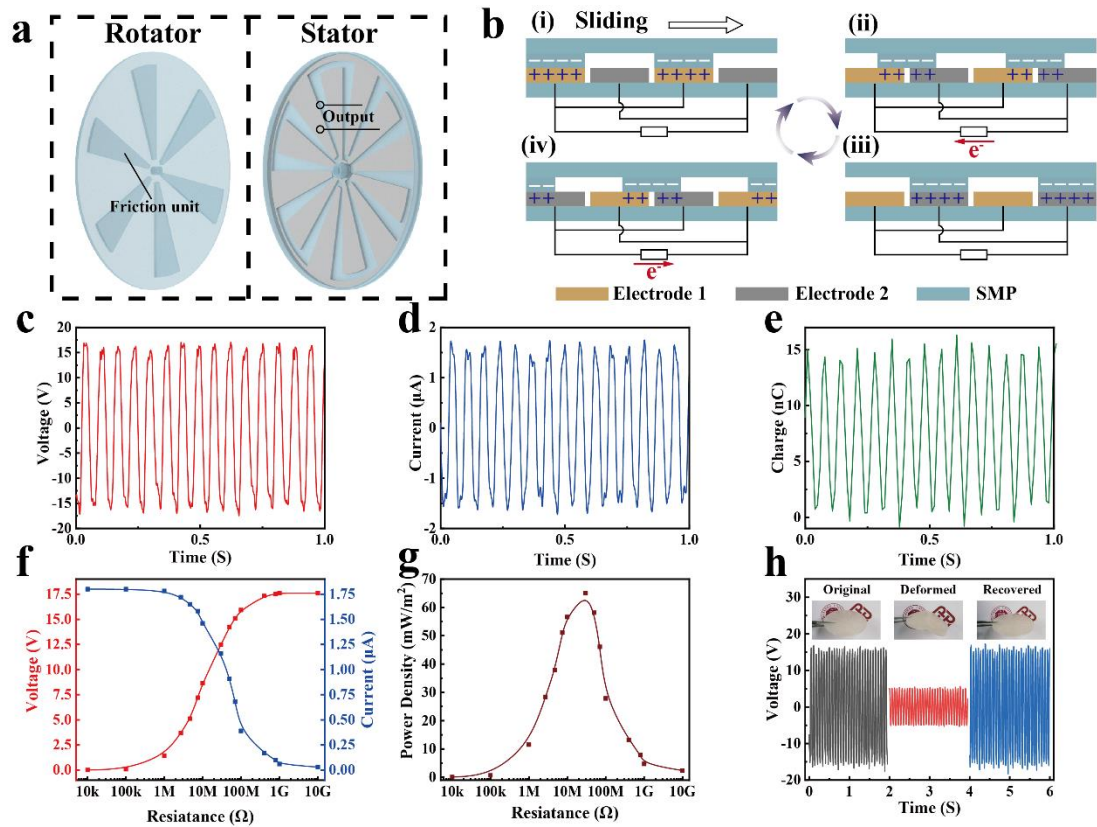 a
Rotator
Stator
Friction unit
Output
b
(i)
Sliding
(ii)
(iv)
(iii)
e⁻
e⁻
Electrode 1
Electrode 2
SMP
c
Voltage (V)
20
15
10
5
0
-5
-10
-15
-20
0.0
0.5
1.0
Time (S)
d
Current (μA)
2
1
0
1
2
0.0
0.5
1.0
Time (S)
e
Charge (nC)
15
10
5
0
0.0
0.5
1.0
Time (S)
f
Voltage (V)
17.5
15.0
12.5
10.0
7.5
5.0
2.5
0.0
Current (μA)
1.75
1.50
1.25
1.00
0.75
0.50
0.25
0.00
10k
100k
1M
10M
100M
1G
10G
Resiatance (Ω)
g
Power Density (mW/m²)
70
60
50
40
30
20
10
0
10k
100k
1M
10M
100M
1G
10G
Resiatance (Ω)
h
Original
Deformed
Recovered
Voltage (V)
30
20
10
0
-10
-20
0
1
2
3
4
5
6
Time (S)